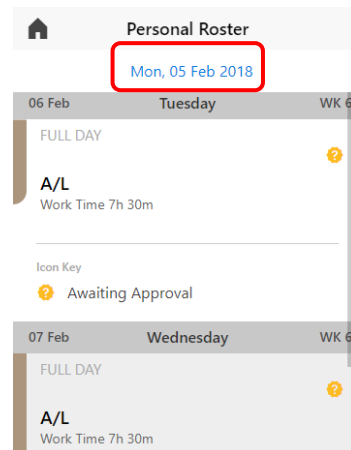 Personal Roster
Mon, 05 Feb 2018
06 Feb Tuesday WK 6
FULL DAY
A/L
Work Time 7h 30m
Icon Key
Awaiting Approval
07 Feb Wednesday WK 6
FULL DAY
A/L
Work Time 7h 30m